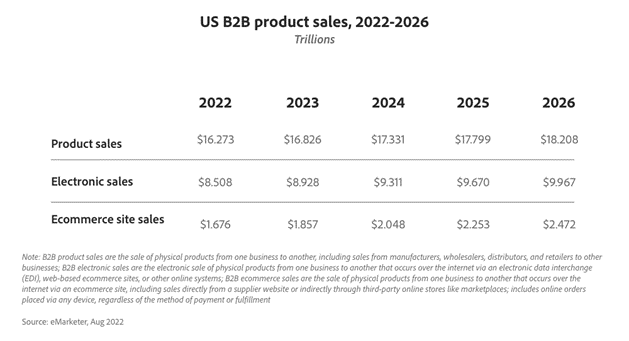 US B2B product sales, 2022-2026
Trillions
2022 2023 2024 2025 2026
Product sales $16.273 $16.826 $17.331 $17.799 $18.208
Electronic sales $8.508 $8.928 $9.311 $9.670 $9.967
Ecommerce site sales $1.676 $1.857 $2.048 $2.253 $2.472
Note: B2B product sales are the sale of physical products from one business to another, including sales from manufacturers, wholesalers, distributors, and retailers to other
businesses; B2B electronic sales are the electronic sale of physical products from one business to another that occurs over the internet via an electronic data interchange
(EDI), web-based ecommerce sites, or other online systems; B2B ecommerce sales are the sale of physical products from one business to another that occurs over the
internet via an ecommerce site, including sales directly from a supplier website or indirectly through third-party online stores like marketplaces; includes online orders
placed via any device, regardless of the method of payment or fulfillment
Source: eMarketer, Aug 2022